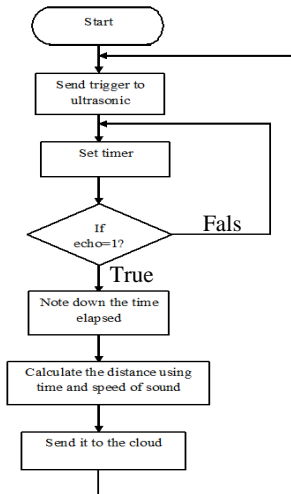 Start
Send trigger to
ultrasonic
Set timer
If
echo=1?
Fals
True
Note down the time
elapsed
Calculate the distance using
time and speed of sound
Send it to the cloud